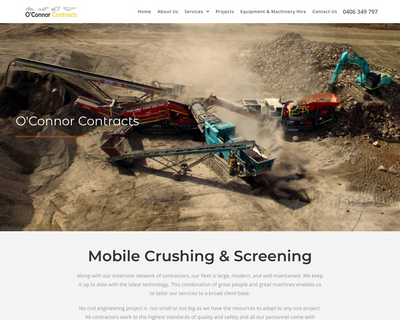 O'Connor Contracts
Home About Us Services Projects Equipment & Machinery Hire Contact Us 0406 349 797
O'Connor Contracts
Mobile Crushing & Screening
Along with our extensive network of contractors, our fleet is large, modern, and well-maintained. We keep
it up to date with the latest technology. This combination of great people and great machines enables us
to tailor our services to a broad client base.
No civil engineering project is too small or too big as we have the resources to adapt to any size project.
All contractors work to the highest standards of quality and safety and all our personnel come with